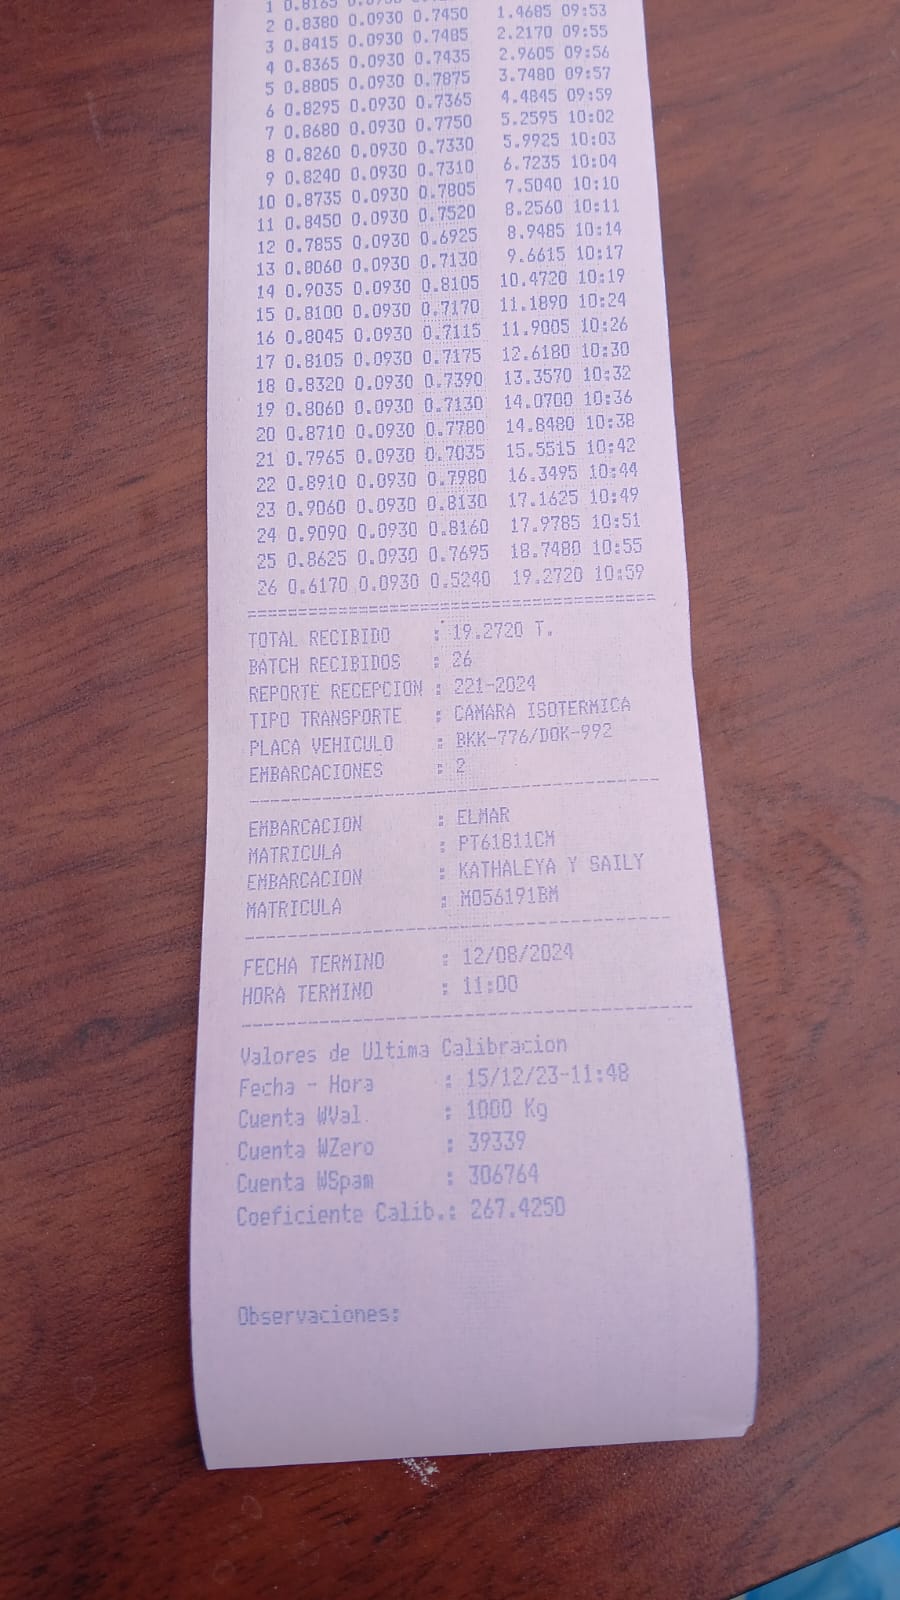 1 0.8165
2 0.8380 0.0930 0.7450 1.4685 09:53
3 0.8415 0.0930 0.7485 2.2170 09:55
4 0.8365 0.0930 0.7435 2.9605 09:56
5 0.8805 0.0930 0.7875 3.7480 09:57
6 0.8295 0.0930 0.7365 4.4845 09:59
7 0.8680 0.0930 0.7750 5.2595 10:02
8 0.8260 0.0930 0.7330 5.9925 10:03
9 0.8240 0.0930 0.7310 6.7235 10:04
10 0.8735 0.0930 0.7805 7.5040 10:10
11 0.8450 0.0930 0.7520 8.2560 10:11
12 0.7855 0.0930 0.6925 8.9485 10:14
13 0.8060 0.0930 0.7130 9.6615 10:17
14 0.9035 0.0930 0.8105 10.4720 10:19
15 0.8100 0.0930 0.7170 11.1890 10:24
16 0.8045 0.0930 0.7115 11.9005 10:26
17 0.8105 0.0930 0.7175 12.6180 10:30
18 0.8320 0.0930 0.7390 13.3570 10:32
19 0.8060 0.0930 0.7130 14.0700 10:36
20 0.8710 0.0930 0.7780 14.8480 10:38
21 0.7965 0.0930 0.7035 15.5515 10:42
22 0.8910 0.0930 0.7980 16.3495 10:44
23 0.9060 0.0930 0.8130 17.1625 10:49
24 0.9090 0.0930 0.8160 17.9785 10:51
25 0.8625 0.0930 0.7695 18.7480 10:55
26 0.6170 0.0930 0.5240 19.2720 10:59
========================================
TOTAL RECIBIDO : 19.2720 T.
BATCH RECIBIDOS : 26
REPORTE RECEPCION : 221-2024
TIPO TRANSPORTE : CAMARA ISOTERMICA
PLACA VEHICULO : BKK-776/DOK-992
EMBARCACIONES : 2
----------------------------------------
EMBARCACION : ELMAR
MATRICULA : PT61811CM
EMBARCACION : KATHALEYA Y SAILY
MATRICULA : MO56191BM
----------------------------------------
FECHA TERMINO : 12/08/2024
HORA TERMINO : 11:00
----------------------------------------
Valores de Ultima Calibracion
Fecha - Hora : 15/12/23-11:48
Cuenta WVal : 1000 Kg
Cuenta WZero : 39339
Cuenta WSpam : 306764
Coeficiente Calib.: 267.4250
Observaciones: